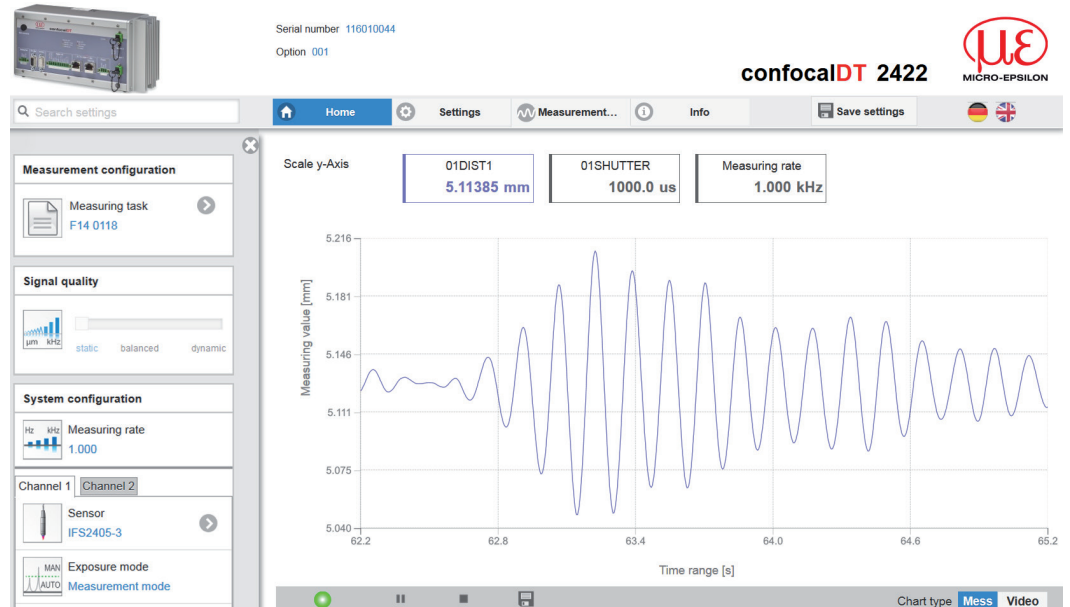 Serial number 116010044
Option 001
confocalDT 2422
με
MICRO-EPSILON
Search settings
Home
Settings
Measurement...
Info
Save settings
Measurement configuration
Measuring task
F14 0118
Signal quality
µm kHz
static balanced dynamic
System configuration
Hz kHz
Measuring rate
1.000
Channel 1 Channel 2
Sensor
IFS2405-3
MAN
AUTO
Exposure mode
Measurement mode
Scale y-Axis
01DIST1
5.11385 mm
01SHUTTER
1000.0 us
Measuring rate
1.000 kHz
Measuring value [mm]
5.216
5.181
5.146
5.111
5.075
5.040
62.2 62.8 63.4 64.0 64.6 65.2
Time range [s]
Chart type Mess Video